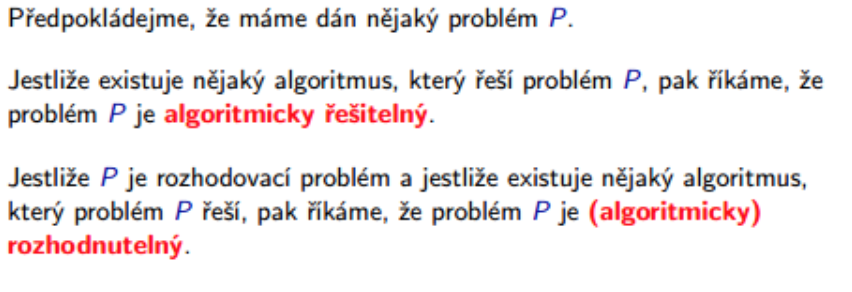 Předpokládejme, že máme dán nějaký problém P.
Jestliže existuje nějaký algoritmus, který řeší problém P, pak říkáme, že
problém P je algoritmicky řešitelný.
Jestliže P je rozhodovací problém a jestliže existuje nějaký algoritmus,
který problém P řeší, pak říkáme, že problém P je (algoritmicky)
rozhodnutelný.